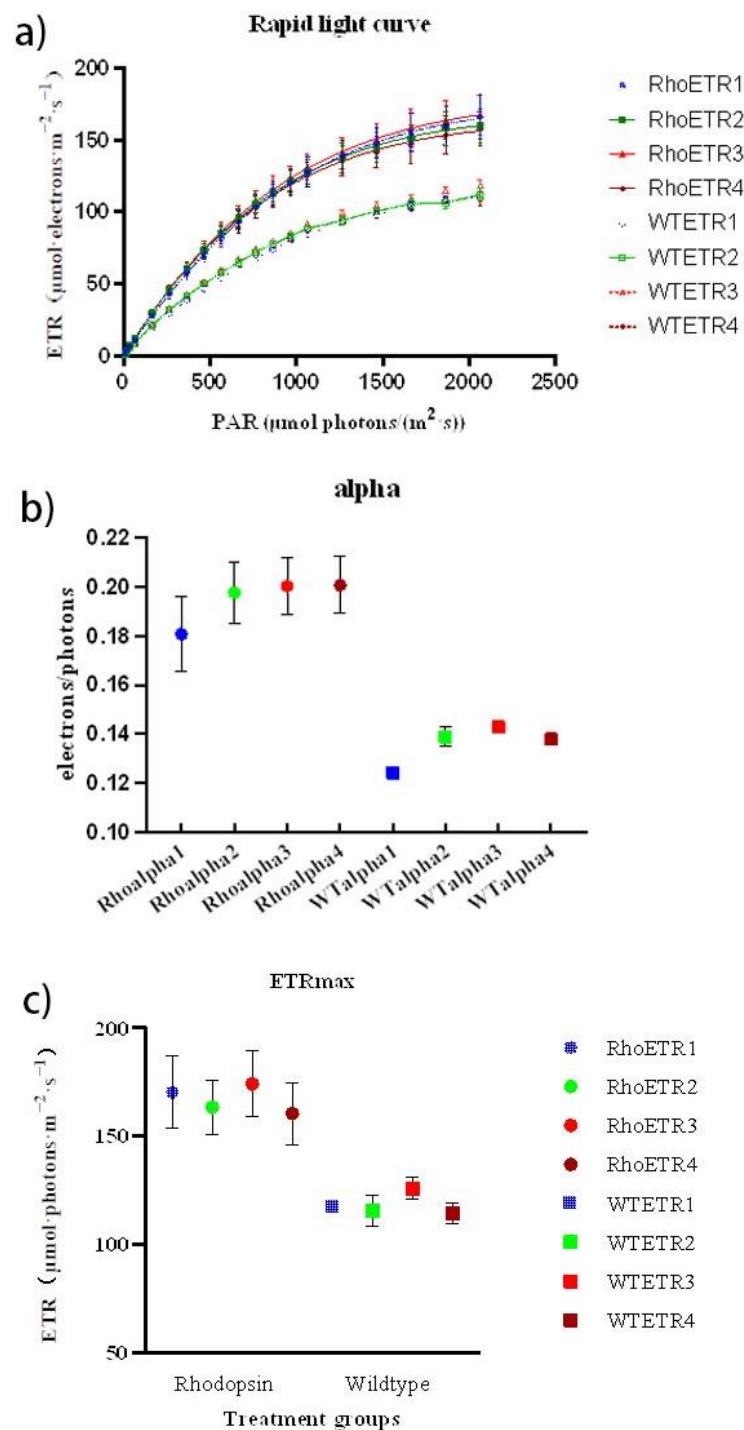 a)
Rapid light curve
ETR (μmol·electrons·m⁻²·s⁻¹)
200
150
100
50
0
0
500
1000
1500
2000
2500
PAR (μmol photons/(m²·s))
RhoETR1
RhoETR2
RhoETR3
RhoETR4
WTETR1
WTETR2
WTETR3
WTETR4
b)
alpha
electrons/photons
0.22
0.20
0.18
0.16
0.14
0.12
0.10
Rhoalpha1
Rhoalpha2
Rhoalpha3
Rhoalpha4
WTalpha1
WTalpha2
WTalpha3
WTalpha4
c)
ETRmax
ETR (μmol·photons·m⁻²·s⁻¹)
200
150
100
50
Rhodopsin
Wildtype
Treatment groups
RhoETR1
RhoETR2
RhoETR3
RhoETR4
WTETR1
WTETR2
WTETR3
WTETR4